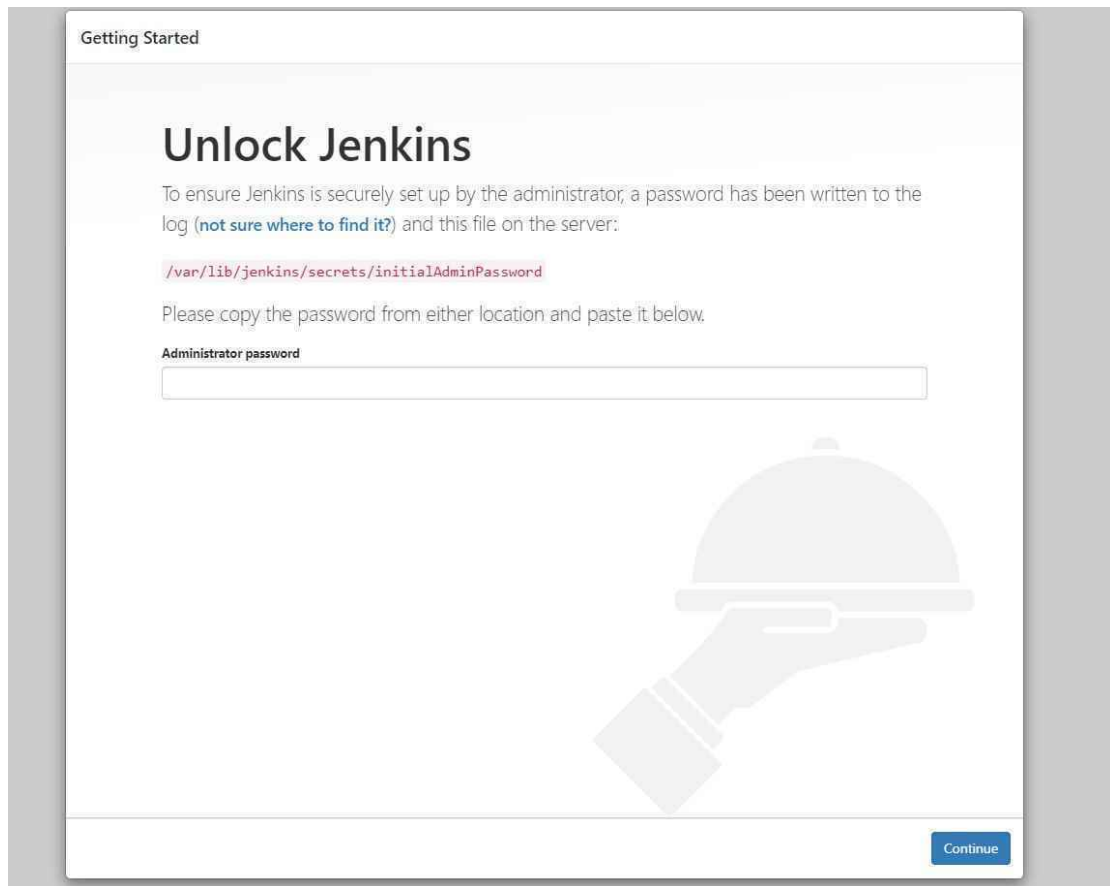 Getting Started
Unlock Jenkins
To ensure Jenkins is securely set up by the administrator, a password has been written to the
log (not sure where to find it?) and this file on the server:
/var/lib/jenkins/secrets/initialAdminPassword
Please copy the password from either location and paste it below.
Administrator password
Continue